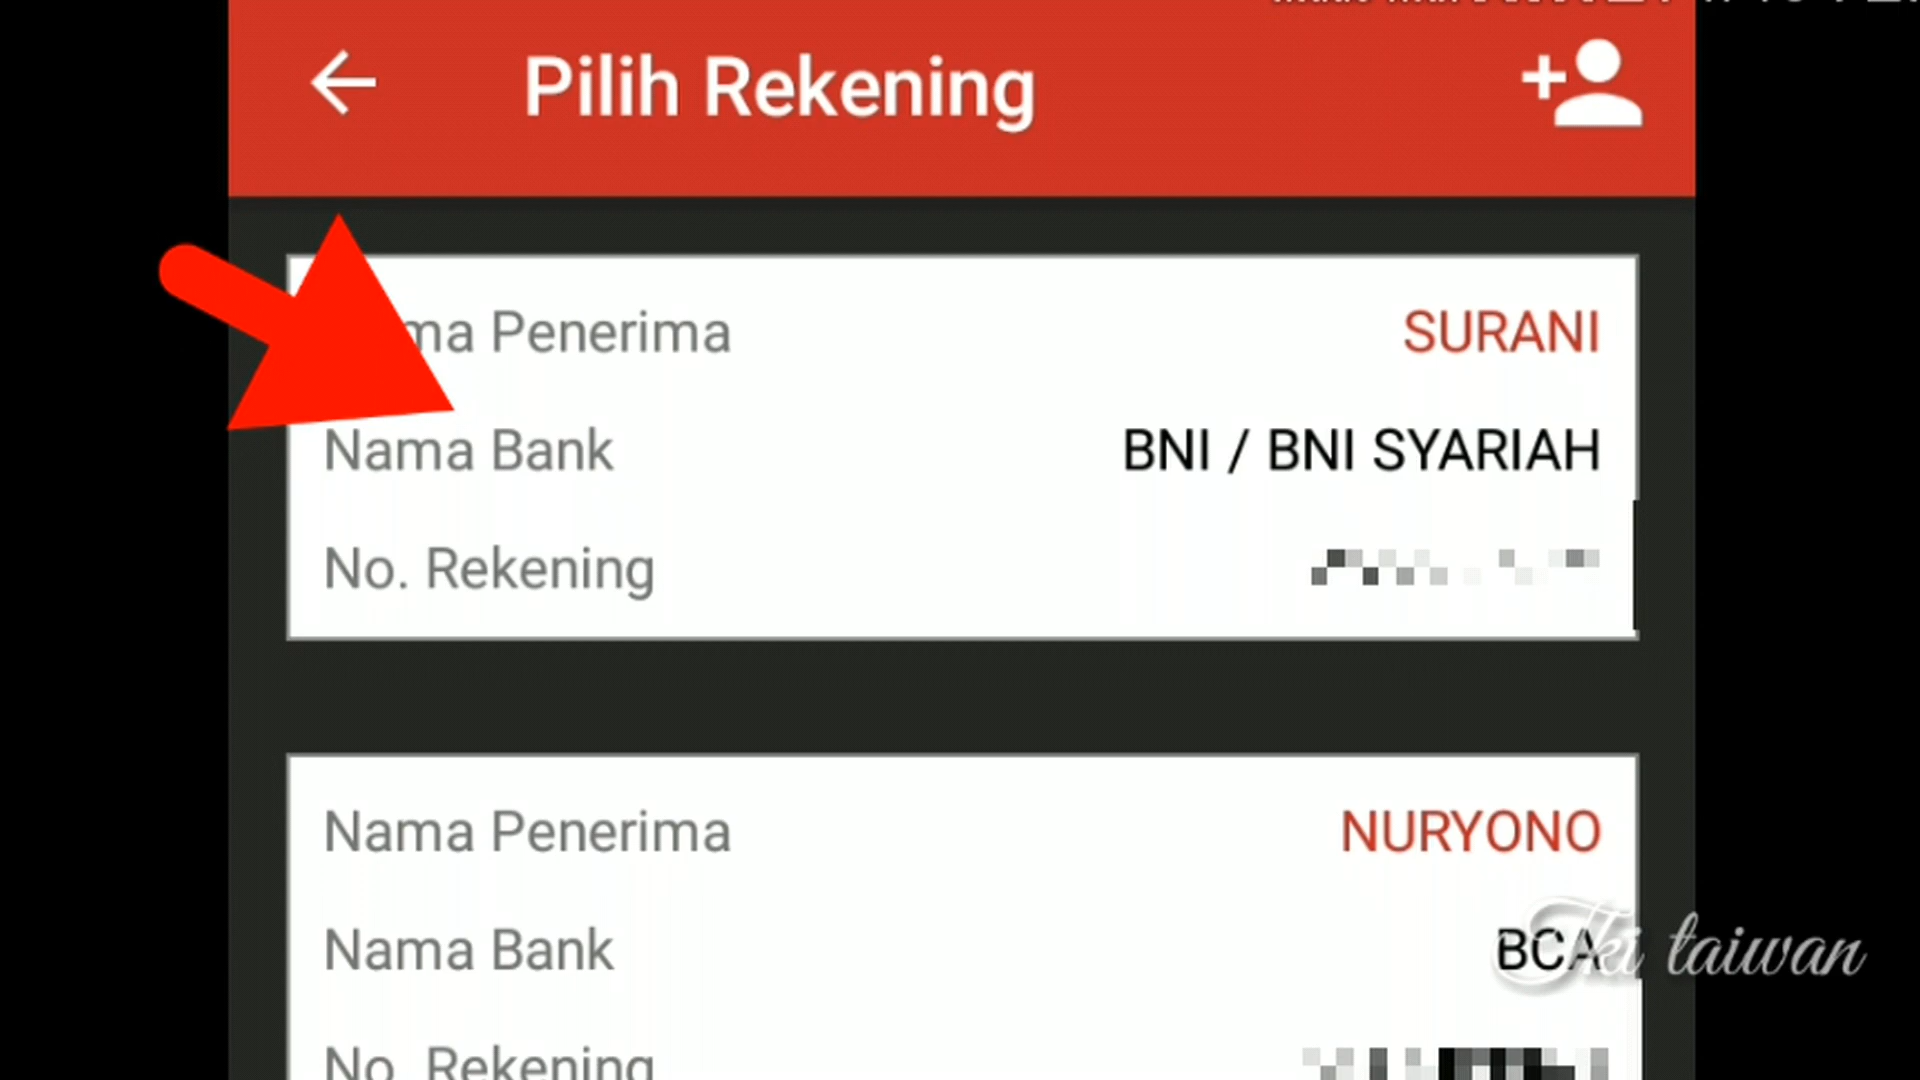 Pilih Rekening
Penerima
SURANI
Nama Bank
BNI / BNI SYARIAH
No. Rekening
Nama Penerima
NURYONO
Nama Bank
BCA
Tki taiwan
No. Rekening